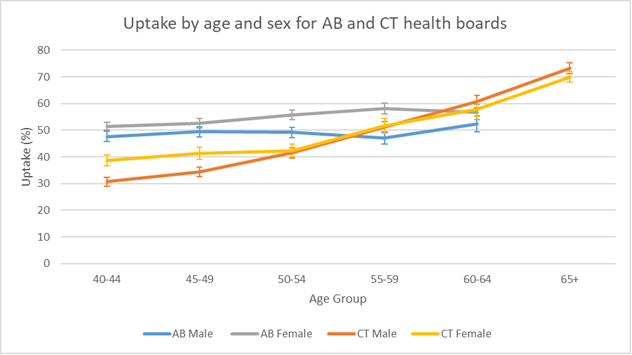 Uptake by age and sex for AB and CT health boards
80
70
60
50
40
30
20
10
0
Uptake (%)
40-44 45-49 50-54 55-59 60-64 65+
Age Group
AB Male AB Female CT Male CT Female